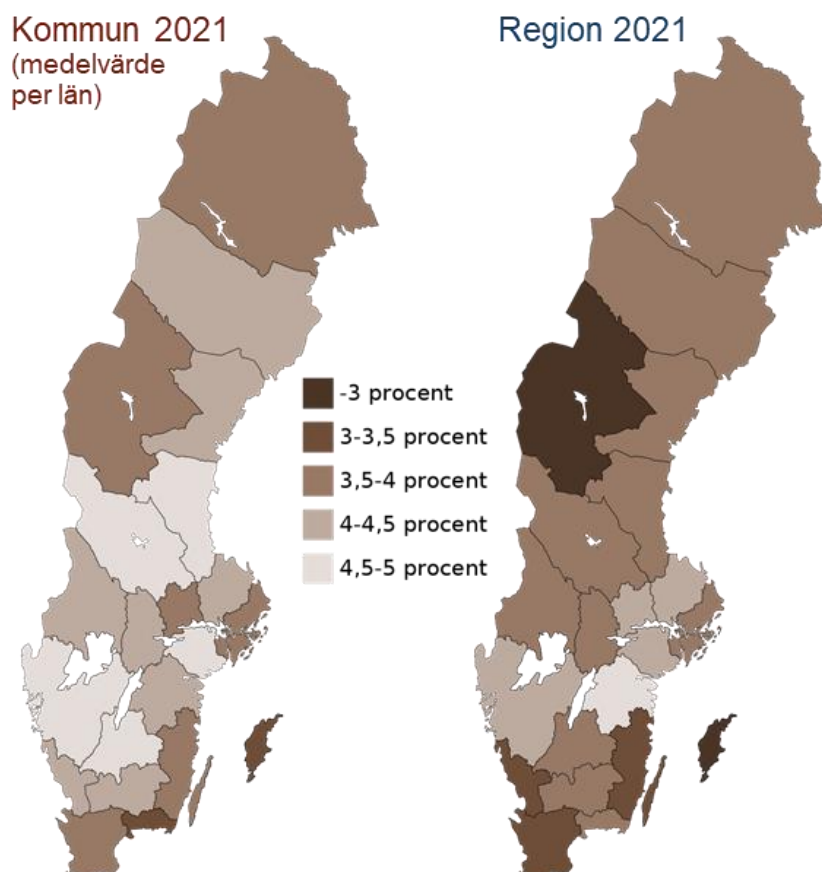 Kommun 2021
(medelvärde
per län)
Region 2021
-3 procent
3-3,5 procent
3,5-4 procent
4-4,5 procent
4,5-5 procent